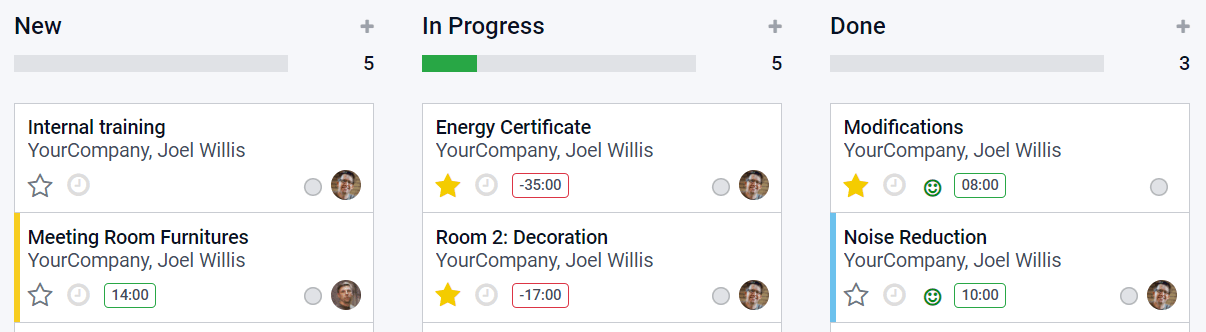 New
5
Internal training
YourCompany, Joel Willis
Meeting Room Furnitures
YourCompany, Joel Willis
14:00
In Progress
5
Energy Certificate
YourCompany, Joel Willis
-35:00
Room 2: Decoration
YourCompany, Joel Willis
-17:00
Done
3
Modifications
YourCompany, Joel Willis
08:00
Noise Reduction
YourCompany, Joel Willis
10:00